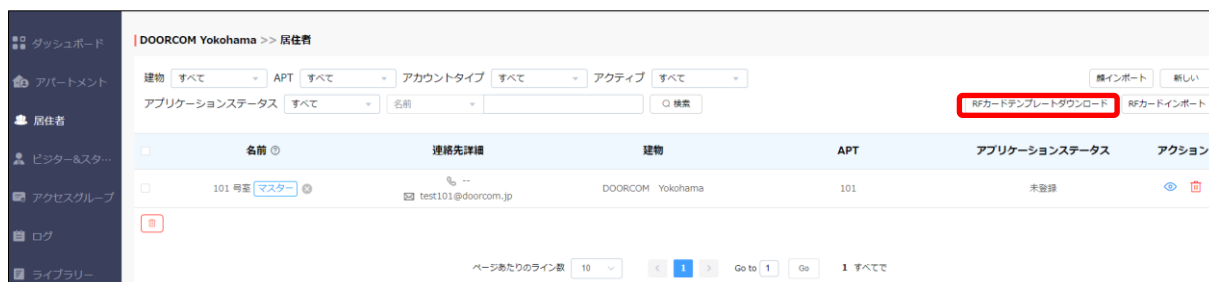 ダッシュボード
DOORCOM Yokohama >> 居住者
アパートメント
建物 すべて APT すべて アカウントタイプ すべて アクティブ すべて 顔インポート 新しい
アプリケーションステータス すべて 名前 検索 RFカードテンプレートダウンロード RFカードインポート
居住者
名前 連絡先詳細 建物 APT アプリケーションステータス アクション
ビジター&スタ…
101 号室 マスター -- DOORCOM Yokohama 101 未登録
test101@doorcom.jp
アクセスグループ
ログ
ライブラリー
ページあたりのライン数 10 < 1 > Go to 1 Go 1 すべてで